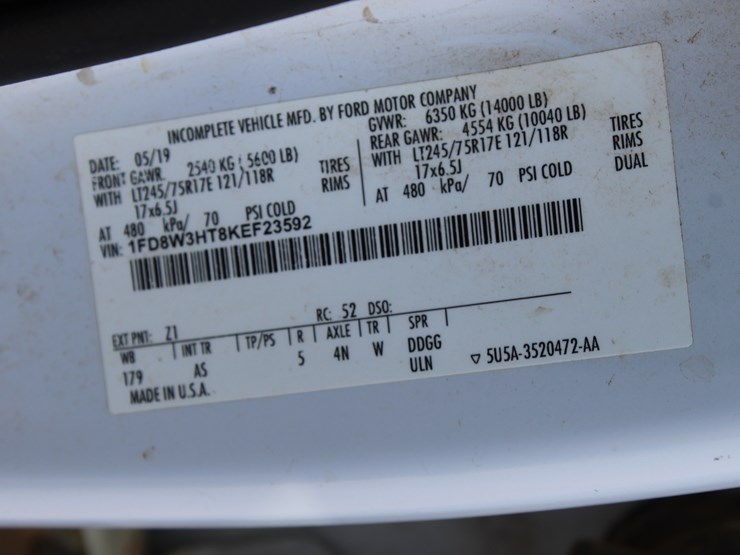 INCOMPLETE VEHICLE MFD. BY FORD MOTOR COMPANY
DATE: 05/19 GVWR: 6350 KG (14000 LB)
FRONT GAWR: 2540 KG (5600 LB) REAR GAWR: 4554 KG (10040 LB)
WITH LT245/75R17E 121/118R TIRES WITH LT245/75R17E 121/118R TIRES
17x6.5J RIMS 17x6.5J RIMS
AT 480 kPa/ 70 PSI COLD AT 480 kPa/ 70 PSI COLD DUAL
VIN: 1FD8W3HT8KEF23592
EXT PNT: Z1 RC: 52 DSO:
WB INT TR TP/PS R AXLE TR SPR
179 AS 5 4N W DDGG
MADE IN U.S.A. ULN ▽ 5U5A-3520472-AA